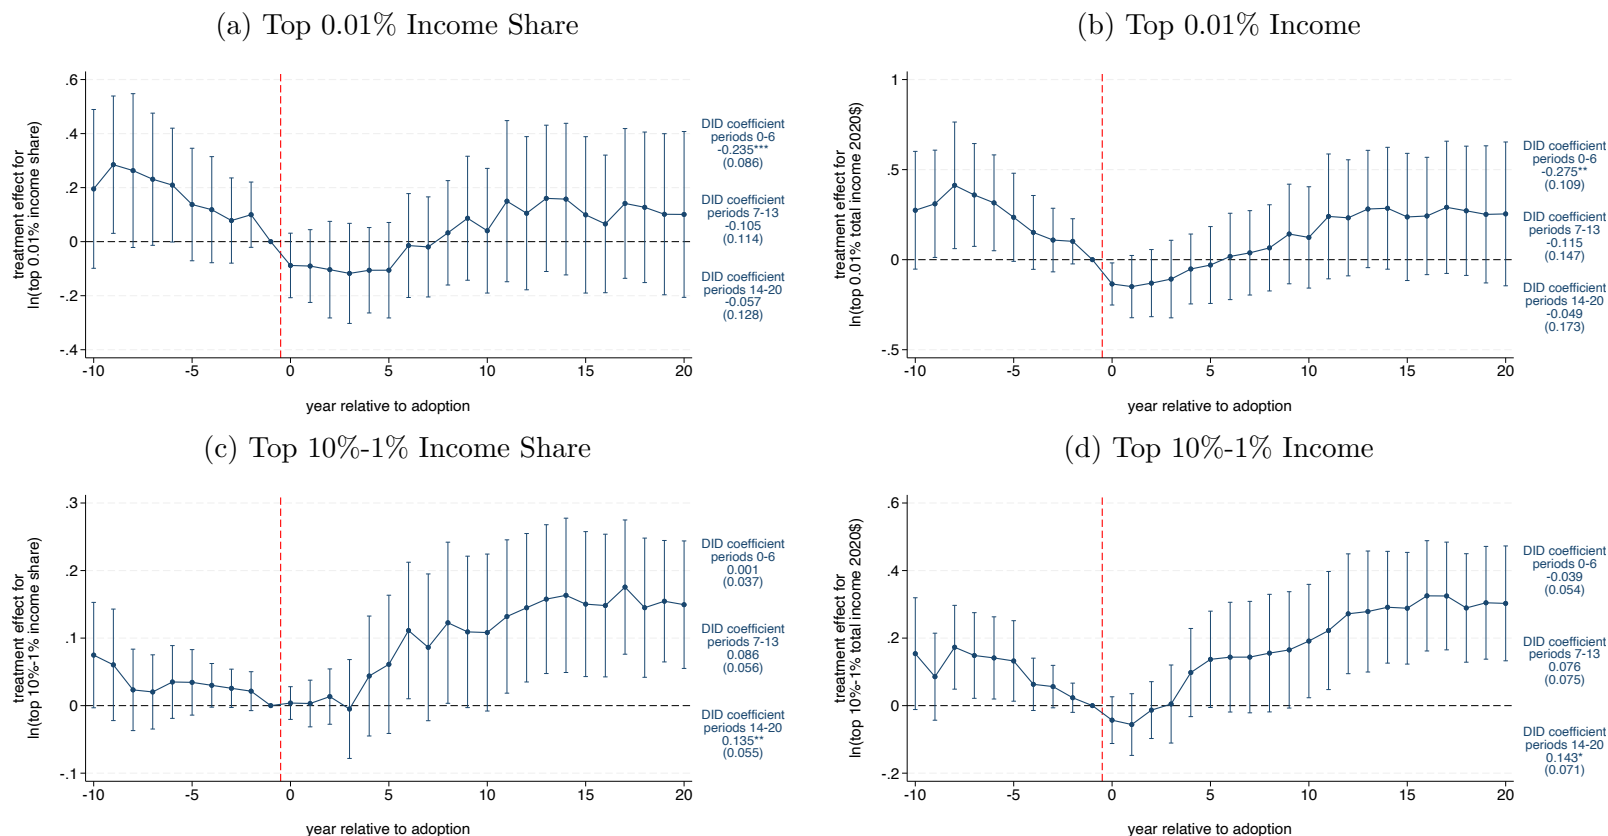 (a) Top 0.01% Income Share
treatment effect for
ln(top 0.01% income share)
.6
.4
.2
0
-.2
-.4
-10
-5
0
5
10
15
20
year relative to adoption
DID coefficient
periods 0-6
-0.235***
(0.086)
DID coefficient
periods 7-13
-0.105
(0.114)
DID coefficient
periods 14-20
-0.057
(0.128)
(b) Top 0.01% Income
treatment effect for
ln(top 0.01% total income 2020$)
1
.5
0
-.5
-10
-5
0
5
10
15
20
year relative to adoption
DID coefficient
periods 0-6
-0.275**
(0.109)
DID coefficient
periods 7-13
-0.115
(0.147)
DID coefficient
periods 14-20
-0.049
(0.173)
(c) Top 10%-1% Income Share
treatment effect for
ln(top 10%-1% income share)
.3
.2
.1
0
-.1
-10
-5
0
5
10
15
20
year relative to adoption
DID coefficient
periods 0-6
0.001
(0.037)
DID coefficient
periods 7-13
0.086
(0.056)
DID coefficient
periods 14-20
0.135**
(0.055)
(d) Top 10%-1% Income
treatment effect for
ln(top 10%-1% total income 2020$)
.6
.4
.2
0
-.2
-10
-5
0
5
10
15
20
year relative to adoption
DID coefficient
periods 0-6
-0.039
(0.054)
DID coefficient
periods 7-13
0.076
(0.075)
DID coefficient
periods 14-20
0.143*
(0.071)